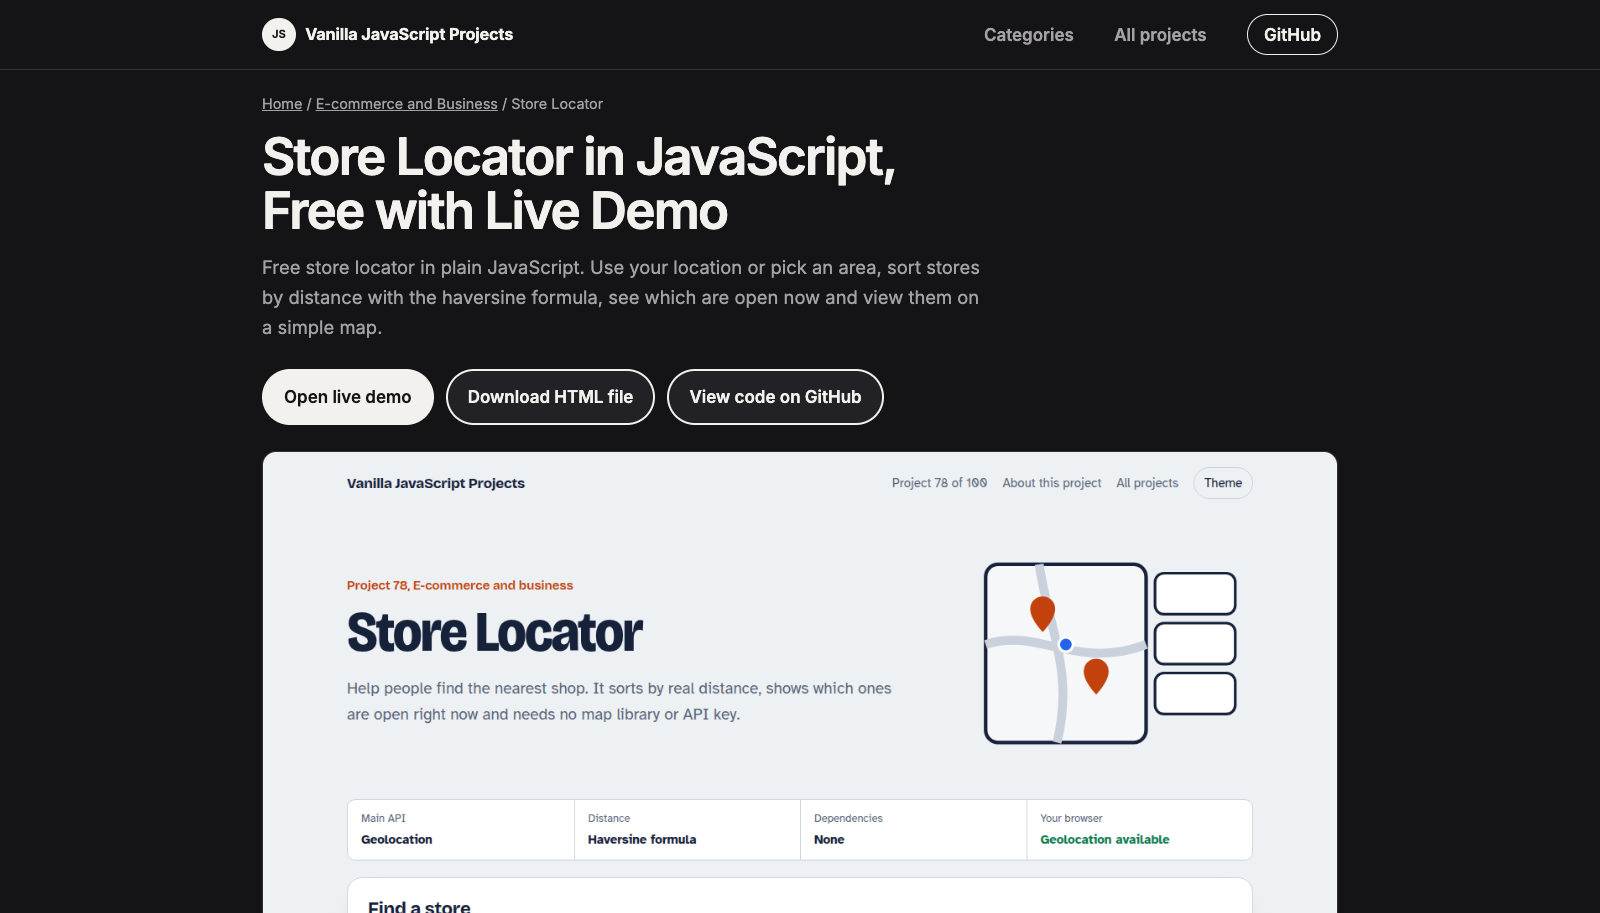 JS
Vanilla JavaScript Projects
Categories
All projects
GitHub
Home / E-commerce and Business / Store Locator
Store Locator in JavaScript,
Free with Live Demo
Free store locator in plain JavaScript. Use your location or pick an area, sort stores
by distance with the haversine formula, see which are open now and view them on
a simple map.
Open live demo
Download HTML file
View code on GitHub
Vanilla JavaScript Projects
Project 78 of 100
About this project
All projects
Theme
Project 78, E-commerce and business
Store Locator
Help people find the nearest shop. It sorts by real distance, shows which ones
are open right now and needs no map library or API key.
Main API
Geolocation
Distance
Haversine formula
Dependencies
None
Your browser
Geolocation available
Find a store